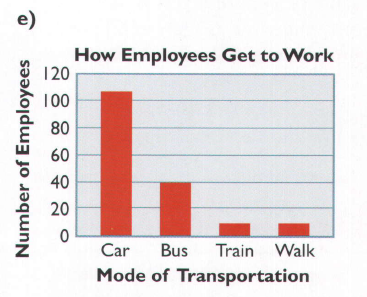 e)
How Employees Get to Work
Number of Employees
120
100
80
60
40
20
0
Car Bus Train Walk
Mode of Transportation